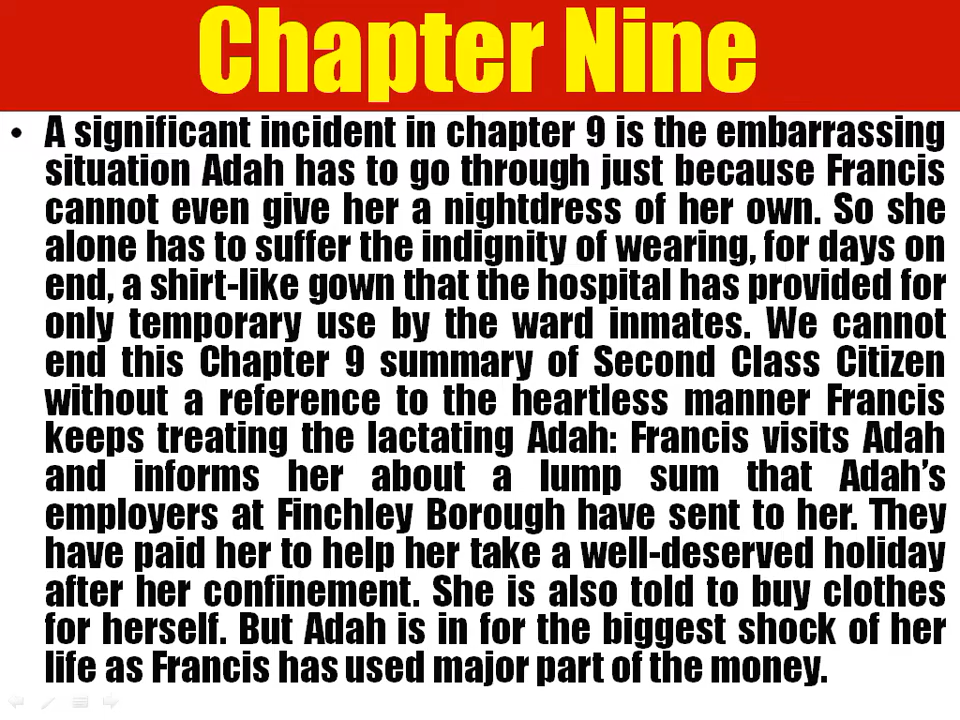 Chapter Nine
• A significant incident in chapter 9 is the embarrassing
situation Adah has to go through just because Francis
cannot even give her a nightdress of her own. So she
alone has to suffer the indignity of wearing, for days on
end, a shirt-like gown that the hospital has provided for
only temporary use by the ward inmates. We cannot
end this Chapter 9 summary of Second Class Citizen
without a reference to the heartless manner Francis
keeps treating the lactating Adah: Francis visits Adah
and informs her about a lump sum that Adah’s
employers at Finchley Borough have sent to her. They
have paid her to help her take a well-deserved holiday
after her confinement. She is also told to buy clothes
for herself. But Adah is in for the biggest shock of her
life as Francis has used major part of the money.